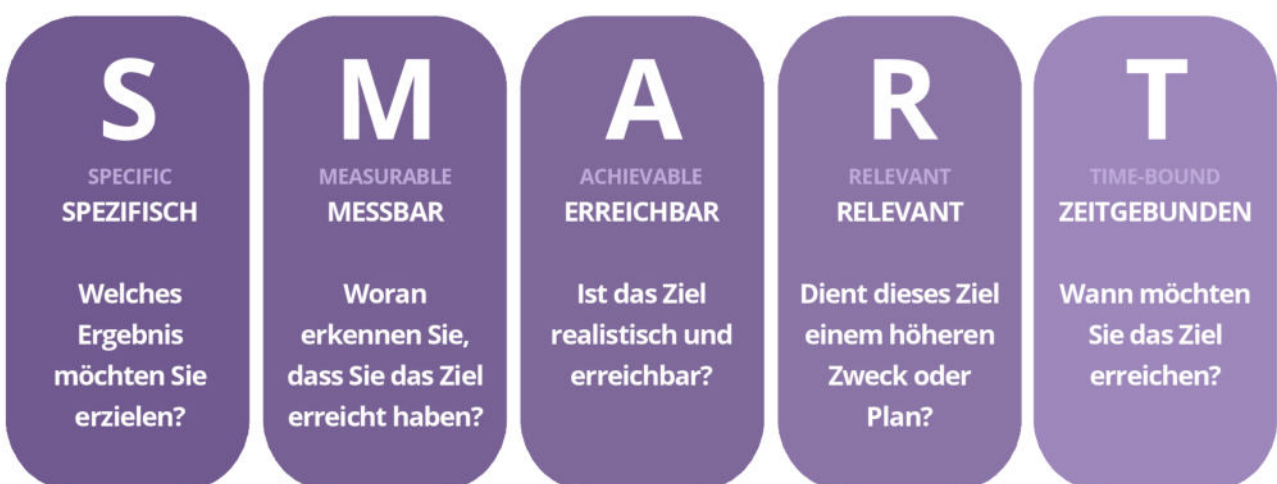 S
SPECIFIC
SPEZIFISCH
Welches
Ergebnis
möchten Sie
erzielen?
M
MEASURABLE
MESSBAR
Woran
erkennen Sie,
dass Sie das Ziel
erreicht haben?
A
ACHIEVABLE
ERREICHBAR
Ist das Ziel
realistisch und
erreichbar?
R
RELEVANT
RELEVANT
Dient dieses Ziel
einem höheren
Zweck oder
Plan?
T
TIME-BOUND
ZEITGEBUNDEN
Wann möchten
Sie das Ziel
erreichen?